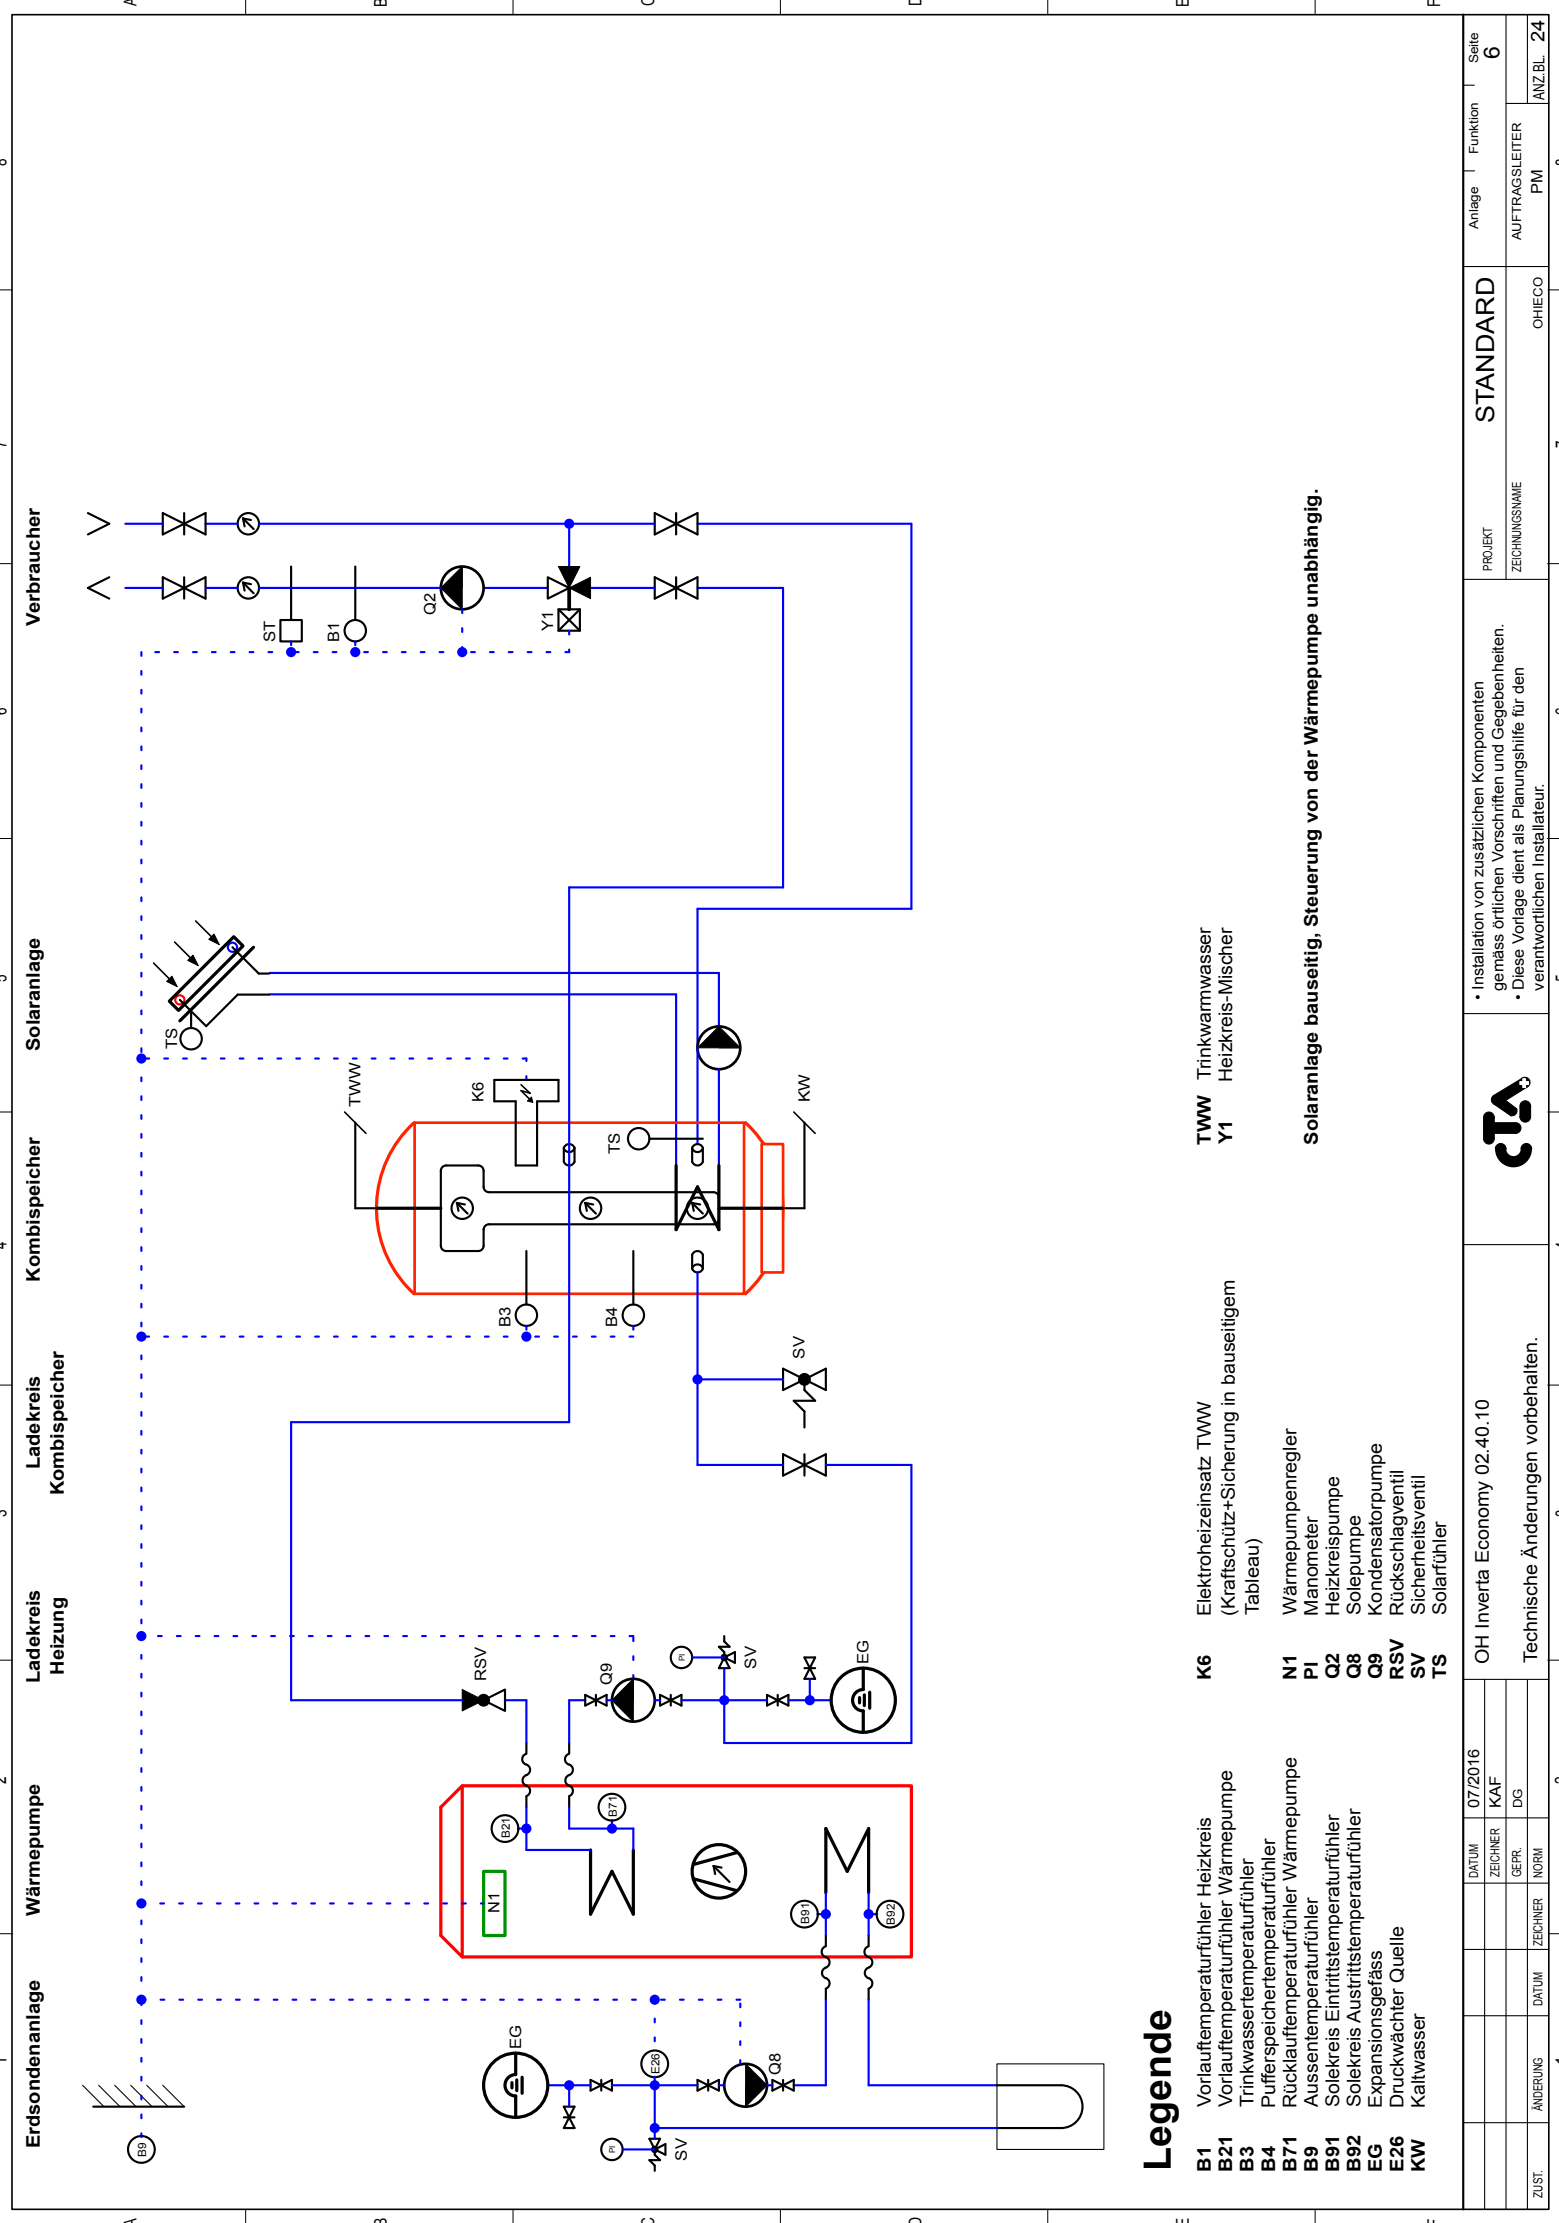 Erdsondenanlage
Wärmepumpe
Ladekreis
Heizung
Ladekreis
Kombispeicher
Kombispeicher
Solaranlage
Verbraucher
B9
EG
PI
SV
E26
Q8
N1
B21
B71
B91
B92
RSV
Q9
PI
SV
EG
SV
B3
B4
TWW
K6
TS
KW
TS
ST
B1
Q2
Y1
Legende
B1 Vorlauftemperaturfühler Heizkreis
B21 Vorlauftemperaturfühler Wärmepumpe
B3 Trinkwassertemperaturfühler
B4 Pufferspeichertemperaturfühler
B71 Rücklauftemperaturfühler Wärmepumpe
B9 Aussentemperaturfühler
B91 Solekreis Eintrittstemperaturfühler
B92 Solekreis Austrittstemperaturfühler
EG Expansionsgefäss
E26 Druckwächter Quelle
KW Kaltwasser
K6 Elektroheizeinsatz TWW
(Kraftschütz+Sicherung in bauseitigem
Tableau)
N1 Wärmepumpenregler
PI Manometer
Q2 Heizkreispumpe
Q8 Solepumpe
Q9 Kondensatorpumpe
RSV Rückschlagventil
SV Sicherheitsventil
TS Solarfühler
TWW Trinkwarmwasser
Y1 Heizkreis-Mischer
Solaranlage bauseitig, Steuerung von der Wärmepumpe unabhängig.
ZUST.
ÄNDERUNG
DATUM
ZEICHNER
DATUM 07/2016
ZEICHNER KAF
GEPR. DG
NORM
OH Inverta Economy 02.40.10
Technische Änderungen vorbehalten.
CTA
• Installation von zusätzlichen Komponenten
gemäss örtlichen Vorschriften und Gegebenheiten.
• Diese Vorlage dient als Planungshilfe für den
verantwortlichen Installateur.
PROJEKT STANDARD
ZEICHNUNGSNAME
OHIECO
Anlage
Funktion
Seite
6
AUFTRAGSLEITER
PM
ANZ.BL. 24